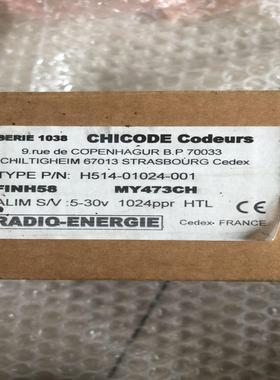 SERIE 1038 CHICODE Codeurs
9.rue de COPENHAGUR B.P 70033
SCHILTIGHEIM 67013 STRASBOURG Cedex
TYPE P/N: H514-01024-001
FINH58 MY473CH
ALIM S/V :5-30v 1024ppr HTL
RADIO-ENERGIE Cedex- FRANCE